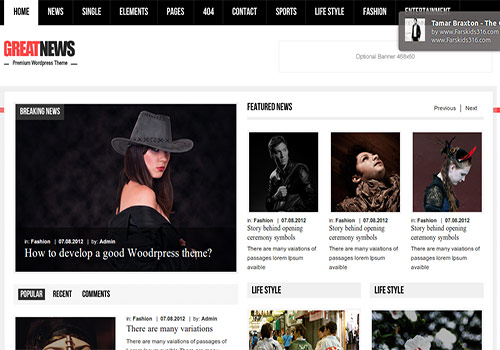 HOME NEWS SINGLE ELEMENTS PAGES 404 CONTACT SPORTS LIFE STYLE FASHION ENTERTAINMENT
Tamar Braxton - The
by www.Farskids316.com
www.Farskids316.com
GREATNEWS
Premium Wordpress Theme
Optional Banner 468x60
BREAKING NEWS
in: Fashion | 07.08.2012 | by: Admin
How to develop a good Woodrpress theme?
FEATURED NEWS
Previous | Next
in: Fashion | 07.08.2012
Story behind opening
ceremony symbols
There are many vaiations of
passages lorem Ipsum
avaible
in: Fashion | 07.08.2012
Story behind opening
ceremony symbols
There are many vaiations of
passages lorem Ipsum
avaible
in: Fashion | 07.08.2012
Story behind opening
ceremony symbols
There are many vaiations of
passages lorem Ipsum
avaible
POPULAR RECENT COMMENTS
in: Fashion | 07.08.2012
There are many variations
There are many variations of passages of
LIFE STYLE
LIFE STYLE